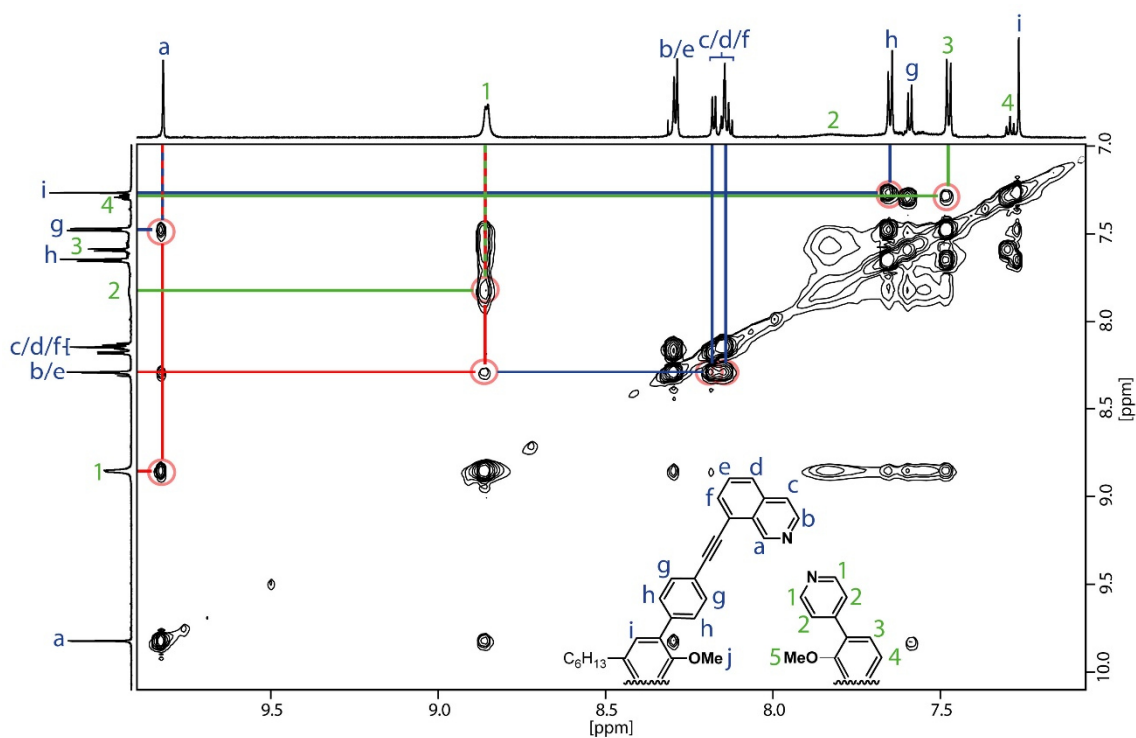 a 1 b/e c/d/f 2 h g 3 4 i
i
4
g
3
h
2
c/d/f
b/e
1
a
7.0
7.5
8.0
8.5
9.0
9.5
10.0
[ppm]
9.5 9.0 8.5 8.0 7.5
[ppm]
e d
f c
b
a N
g
h g
i h
C6H13 OMe j
N 1
1 2
2 3
5 MeO 4